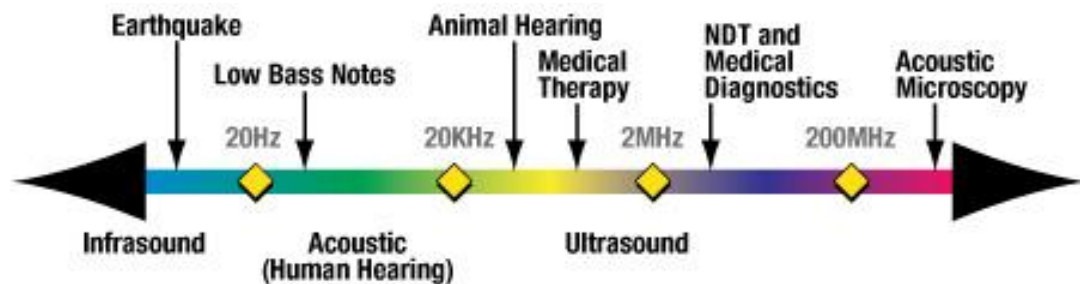 Earthquake
Low Bass Notes
Animal Hearing
Medical
Therapy
NDT and
Medical
Diagnostics
Acoustic
Microscopy
20Hz
20KHz
2MHz
200MHz
Infrasound
Acoustic
(Human Hearing)
Ultrasound